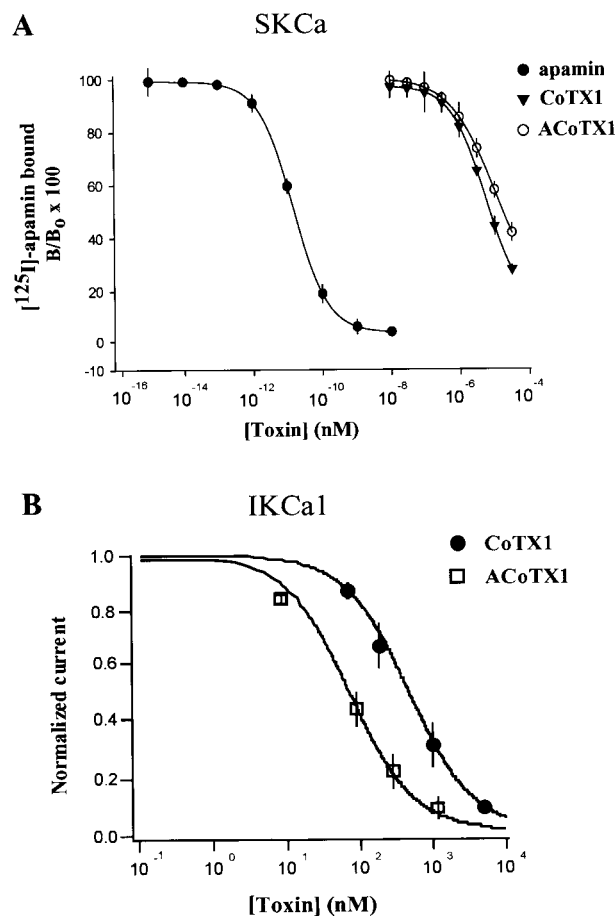 A
SKCa
[¹²⁵I]-apamin bound
B/B₀ x 100
100
80
60
40
20
0
-10
10⁻¹⁶ 10⁻¹⁴ 10⁻¹² 10⁻¹⁰ 10⁻⁸ 10⁻⁶ 10⁻⁴
[Toxin] (nM)
apamin
CoTX1
ACoTX1
B
IKCa1
Normalized current
1.0
0.8
0.6
0.4
0.2
0.0
10⁻¹ 10⁰ 10¹ 10² 10³ 10⁴
[Toxin] (nM)
CoTX1
ACoTX1